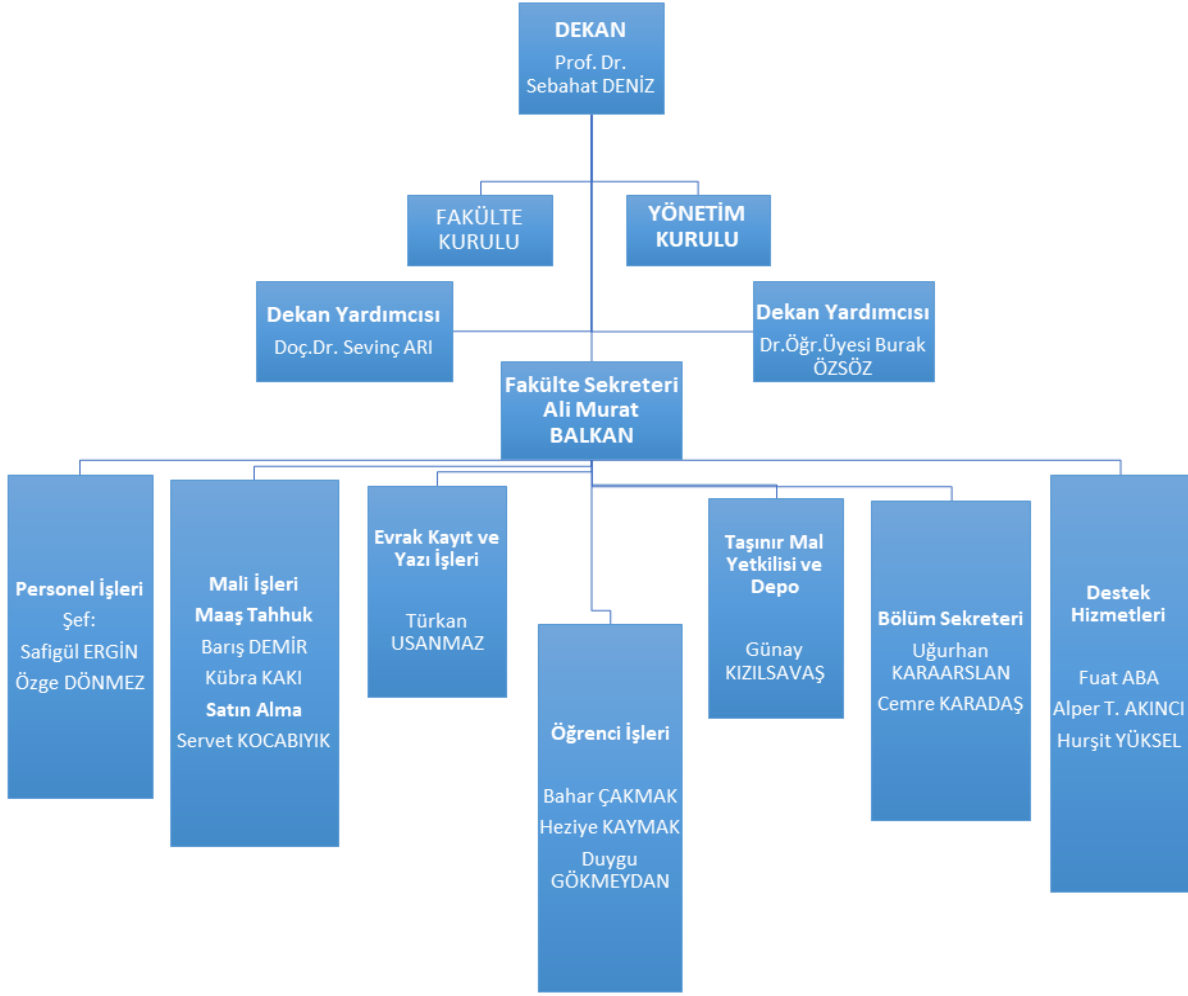 DEKAN
Prof. Dr.
Sebahat DENİZ
FAKÜLTE
KURULU
YÖNETİM
KURULU
Dekan Yardımcısı
Doç.Dr. Sevinç ARI
Dekan Yardımcısı
Dr.Öğr.Üyesi Burak
ÖZSÖZ
Fakülte Sekreteri
Ali Murat
BALKAN
Personel İşleri
Şef:
Safigül ERGİN
Özge DÖNMEZ
Mali İşleri
Maaş Tahhuk
Barış DEMİR
Kübra KAKI
Satın Alma
Servet KOCABIYIK
Evrak Kayıt ve
Yazı İşleri
Türkan
USANMAZ
Öğrenci İşleri
Bahar ÇAKMAK
Heziye KAYMAK
Duygu
GÖKMEYDAN
Taşınır Mal
Yetkilisi ve
Depo
Günay
KIZILSAVAŞ
Bölüm Sekreteri
Uğurhan
KARAARSLAN
Cemre KARADAŞ
Destek
Hizmetleri
Fuat ABA
Alper T. AKINCI
Hurşit YÜKSEL